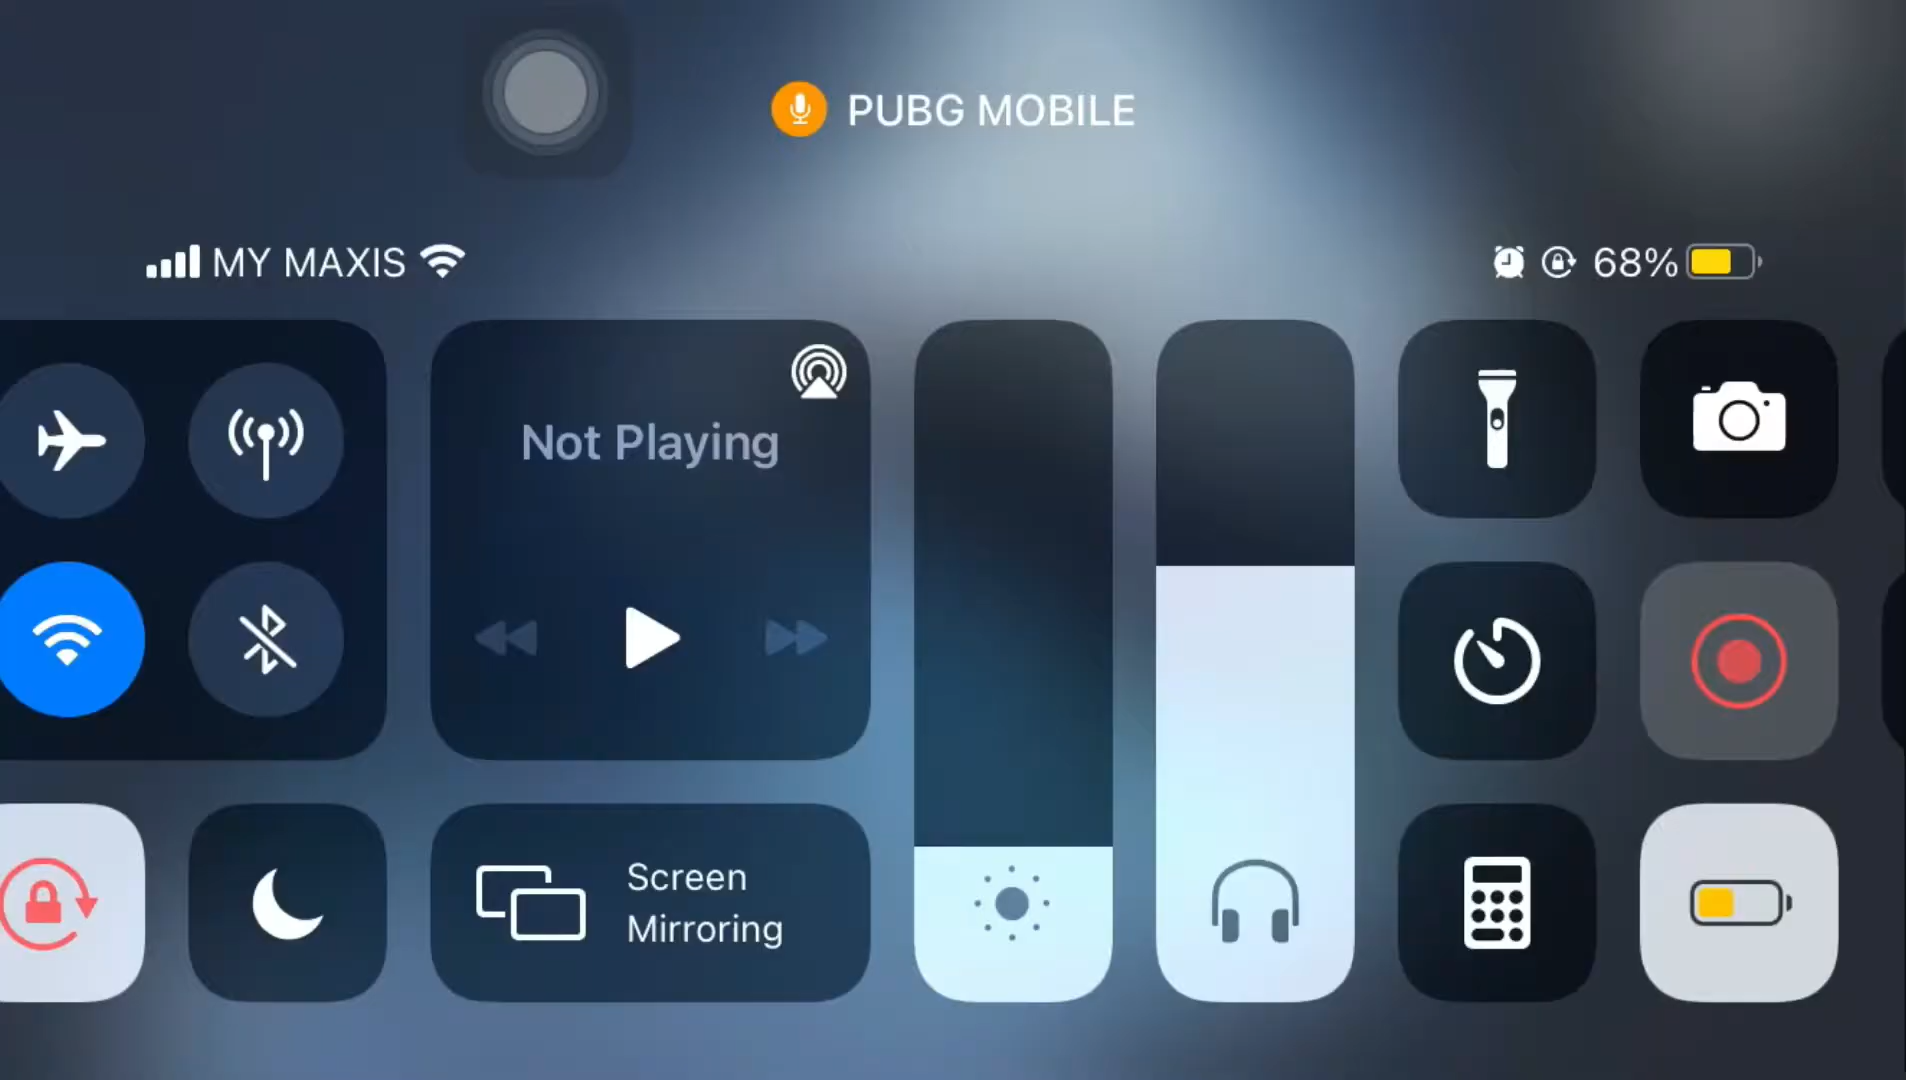 PUBG MOBILE
MY MAXIS
68%
Not Playing
Screen
Mirroring